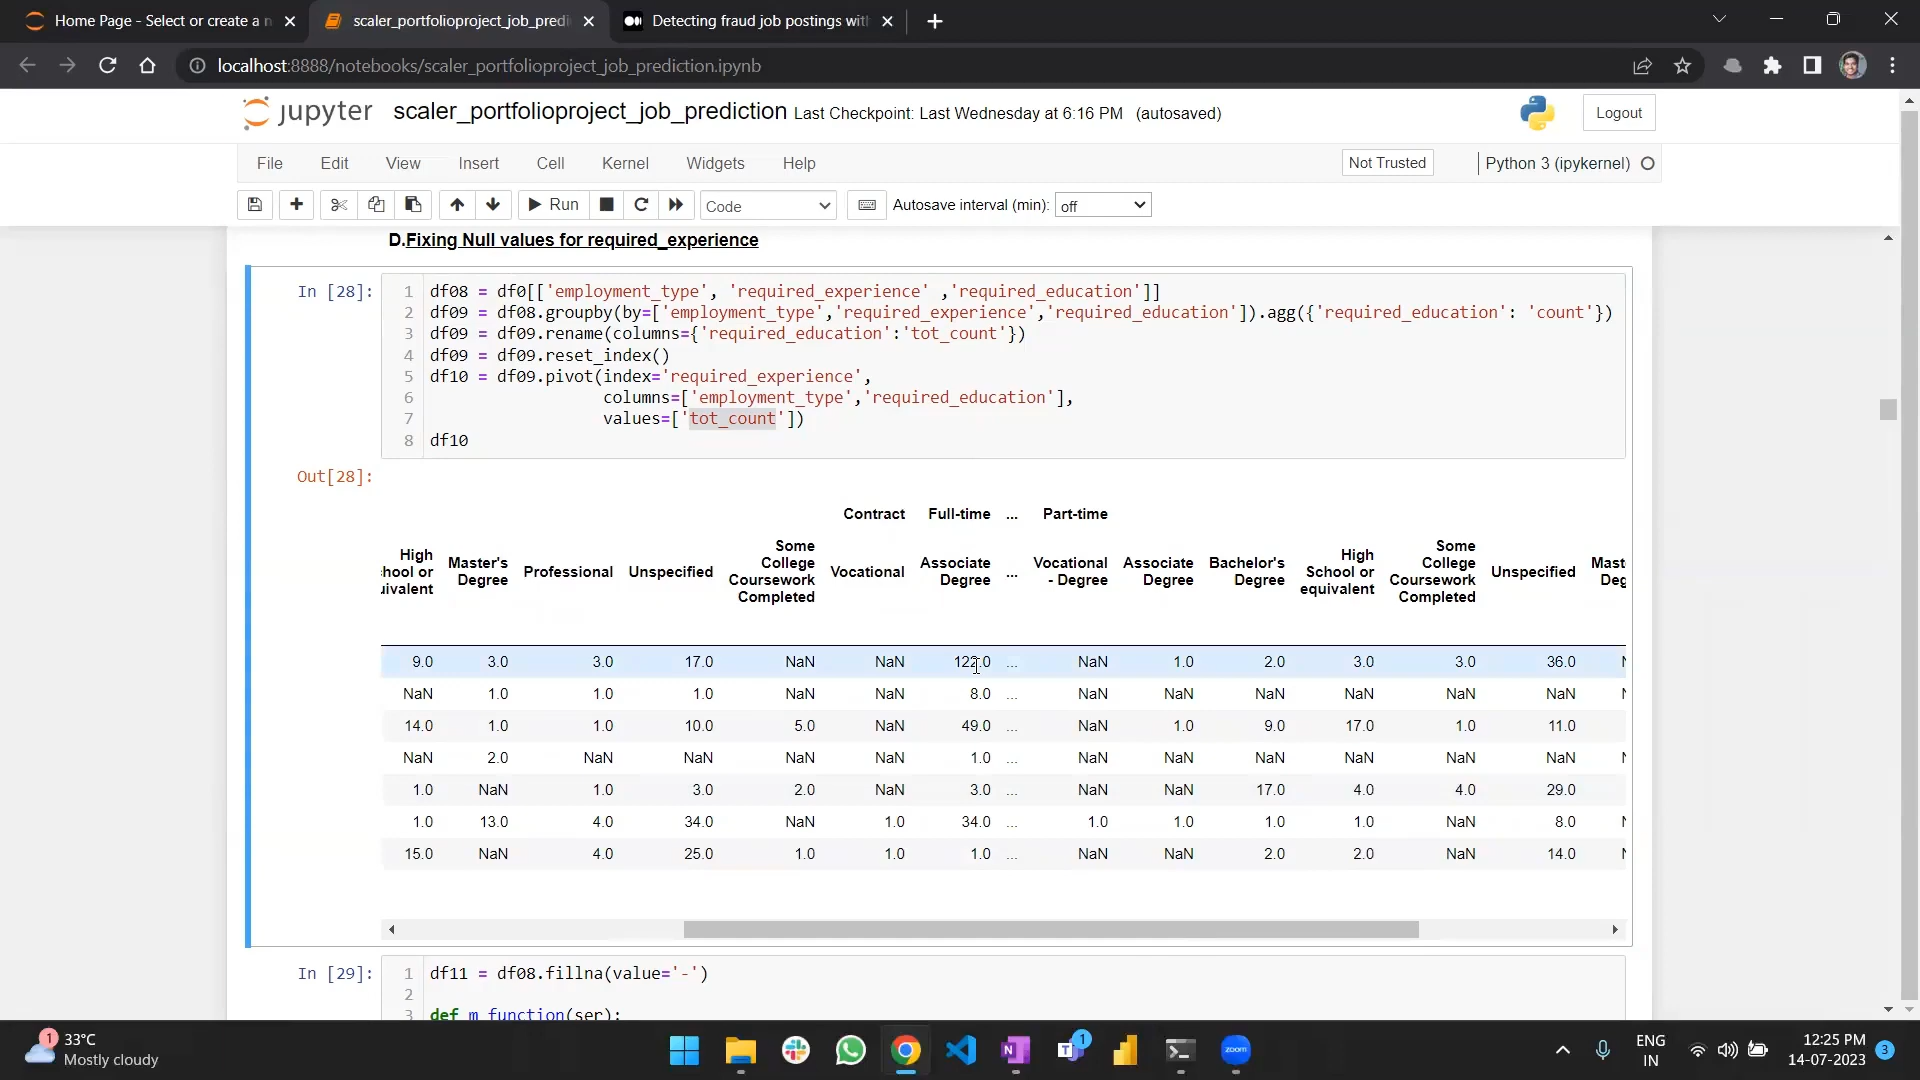 Home Page - Select or create a n
scaler_portfolioproject_job_predi
Detecting fraud job postings with
localhost:8888/notebooks/scaler_portfolioproject_job_prediction.ipynb
jupyter scaler_portfolioproject_job_prediction Last Checkpoint: Last Wednesday at 6:16 PM (autosaved)
Logout
File Edit View Insert Cell Kernel Widgets Help
Not Trusted
Python 3 (ipykernel)
Run
Code
Autosave interval (min): off
D.Fixing Null values for required_experience
In [28]:
1 df08 = df0[['employment_type', 'required_experience' ,'required_education']]
2 df09 = df08.groupby(by=['employment_type','required_experience','required_education']).agg({'required_education': 'count'})
3 df09 = df09.rename(columns={'required_education':'tot_count'})
4 df09 = df09.reset_index()
5 df10 = df09.pivot(index='required_experience',
6 columns=['employment_type','required_education'],
7 values=['tot_count'])
8 df10
Out[28]:
Contract Full-time ... Part-time
High
hool or
uivalent
Master's
Degree
Professional
Unspecified
Some
College
Coursework
Completed
Vocational
Associate
Degree
...
Vocational
- Degree
Associate
Degree
Bachelor's
Degree
High
School or
equivalent
Some
College
Coursework
Completed
Unspecified
Mast
Deg
9.0 3.0 3.0 17.0 NaN NaN 122.0 ... NaN 1.0 2.0 3.0 3.0 36.0 N
NaN 1.0 1.0 1.0 NaN NaN 8.0 ... NaN NaN NaN NaN NaN NaN N
14.0 1.0 1.0 10.0 5.0 NaN 49.0 ... NaN 1.0 9.0 17.0 1.0 11.0
NaN 2.0 NaN NaN NaN NaN 1.0 ... NaN NaN NaN NaN NaN NaN N
1.0 NaN 1.0 3.0 2.0 NaN 3.0 ... NaN NaN 17.0 4.0 4.0 29.0
1.0 13.0 4.0 34.0 NaN 1.0 34.0 ... 1.0 1.0 1.0 1.0 NaN 8.0 N
15.0 NaN 4.0 25.0 1.0 1.0 1.0 ... NaN NaN 2.0 2.0 NaN 14.0 N
In [29]:
1 df11 = df08.fillna(value='-')
2
3 def m_function(ser):
1
33°C
Mostly cloudy
1
zoom
ENG
IN
12:25 PM
14-07-2023
3